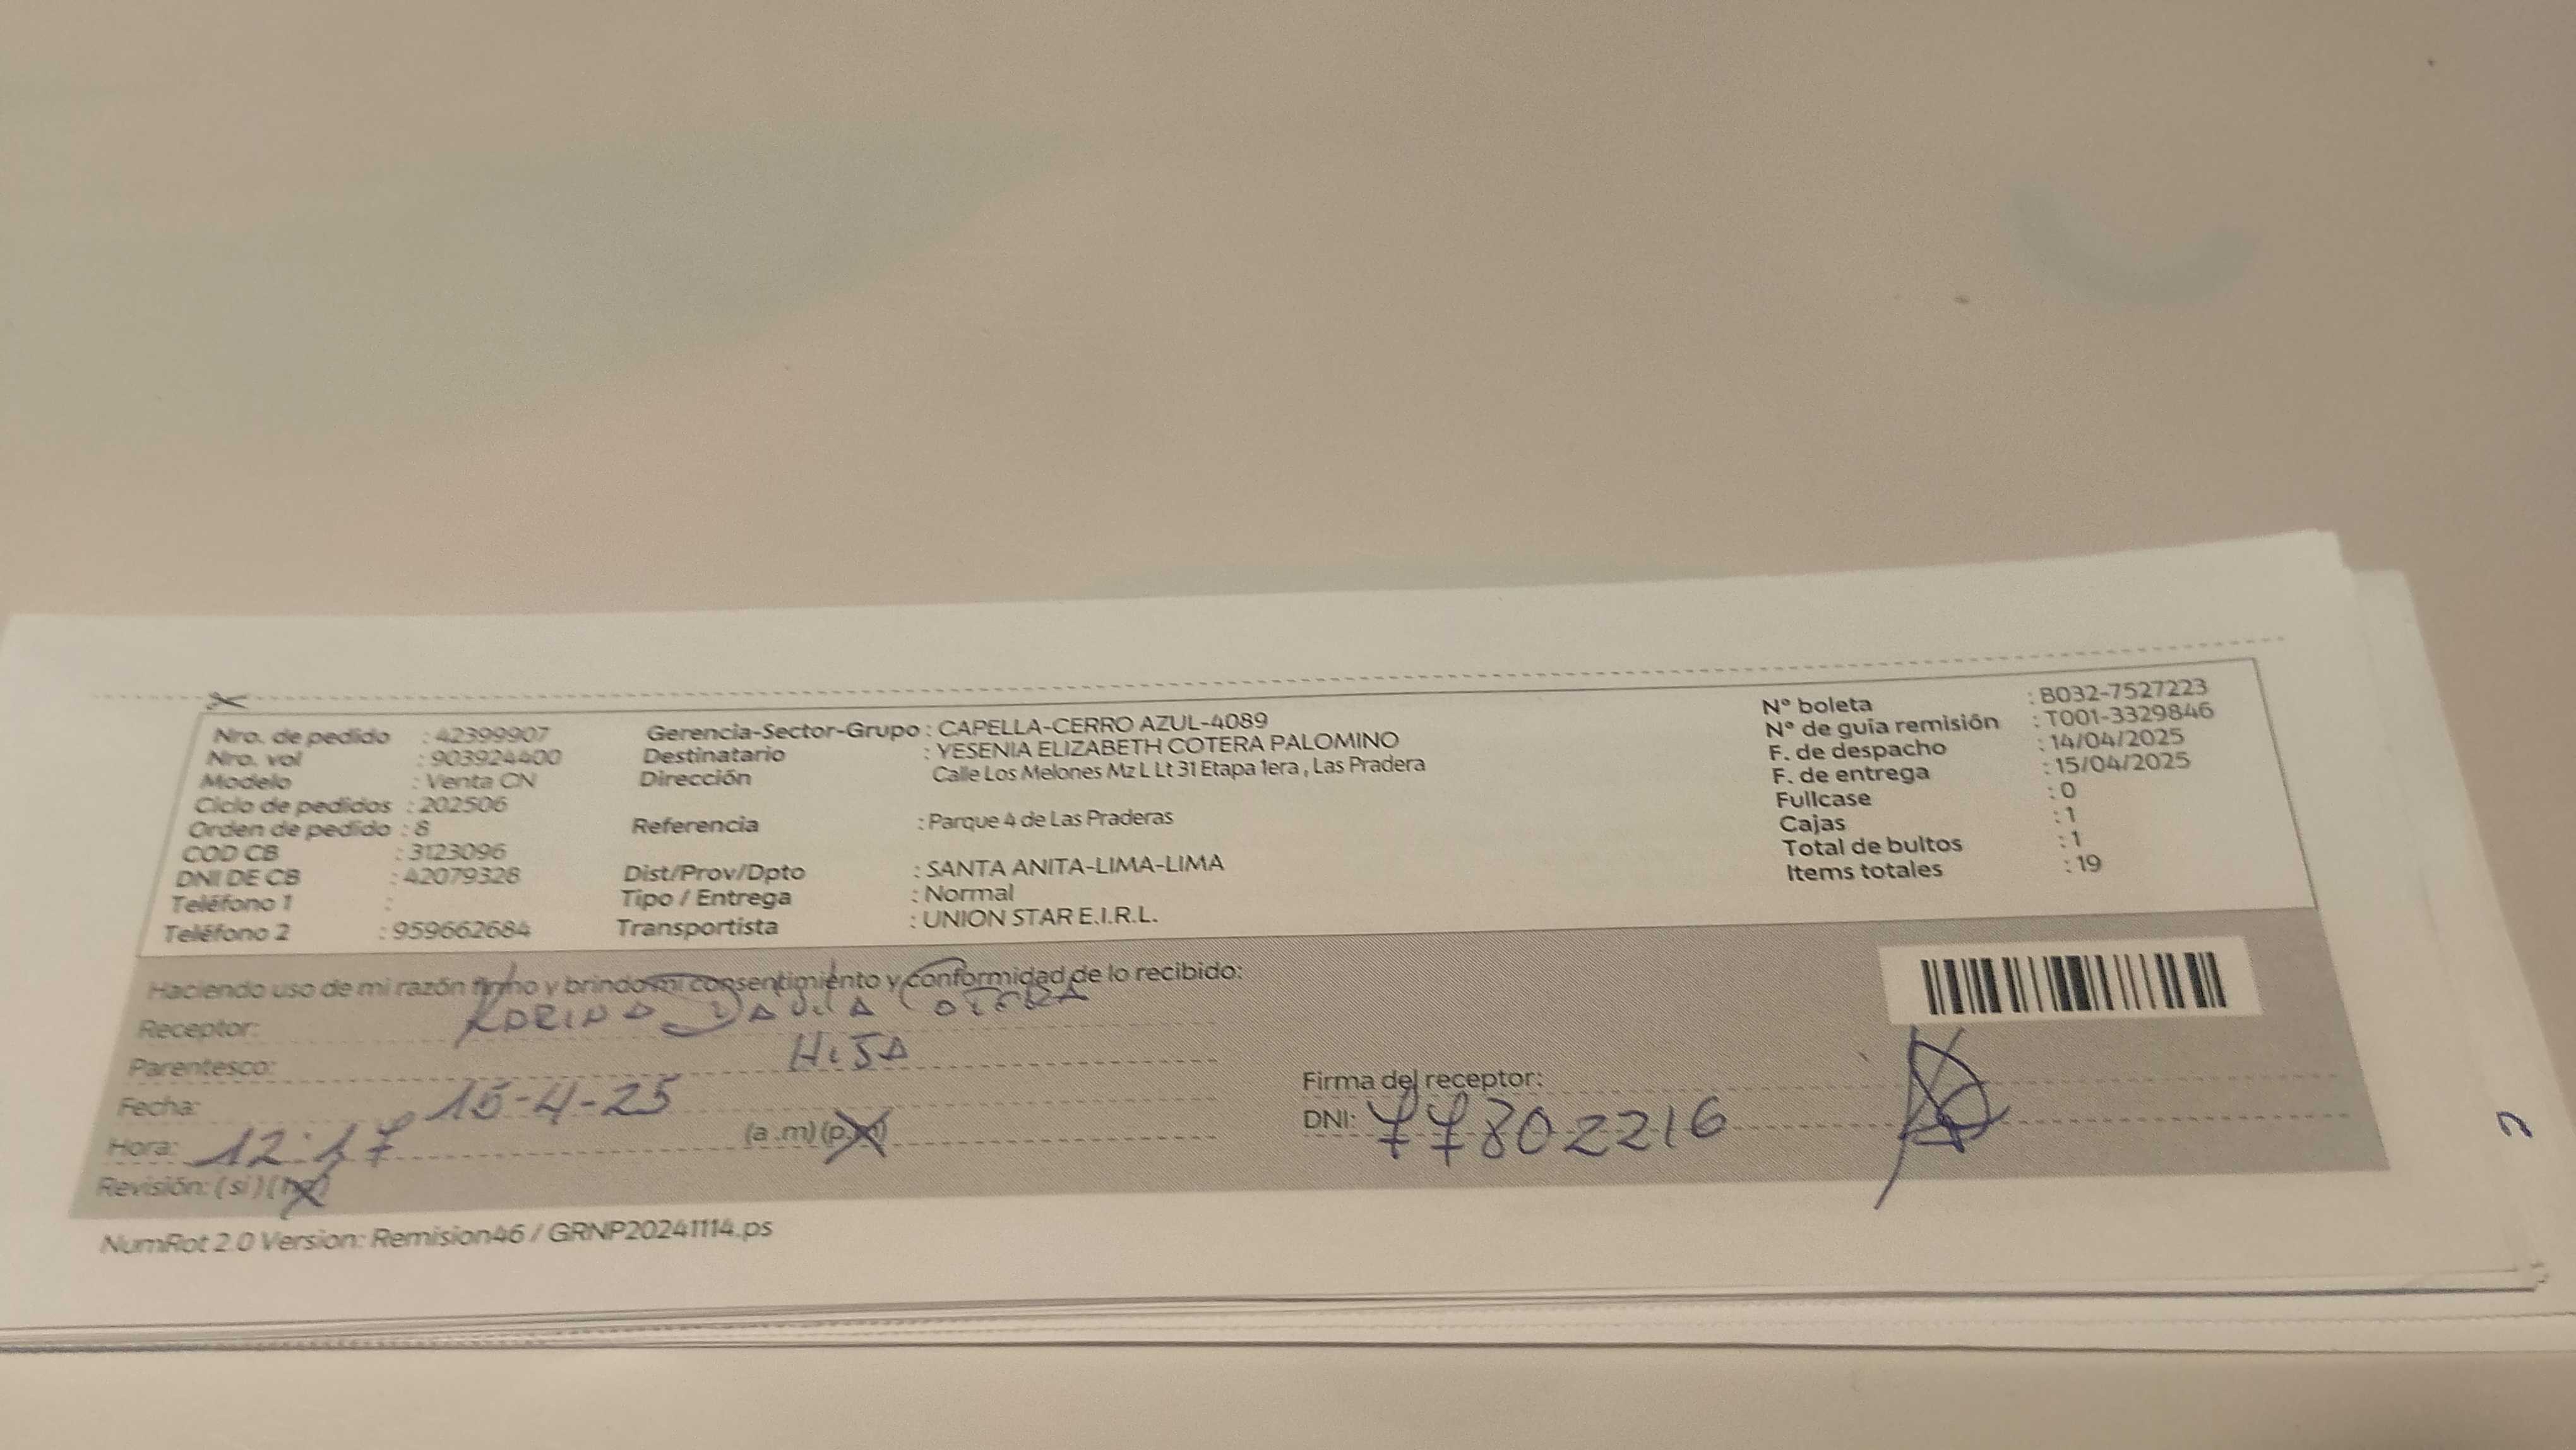 Nro. de pedido : 42399907
Nro. vol : 903924400
Modelo : Venta CN
Ciclo de pedidos : 202506
Orden de pedido : 8
COD CB : 3123096
DNI DE CB : 42079328
Teléfono 1 :
Teléfono 2 : 959662684
Gerencia-Sector-Grupo : CAPELLA-CERRO AZUL-4089
Destinatario : YESENIA ELIZABETH COTERA PALOMINO
Dirección Calle Los Melones Mz L Lt 31 Etapa 1era , Las Pradera
Referencia : Parque 4 de Las Praderas
Dist/Prov/Dpto : SANTA ANITA-LIMA-LIMA
Tipo / Entrega : Normal
Transportista : UNION STAR E.I.R.L.
N° boleta : B032-7527223
N° de guía remisión : T001-3329846
F. de despacho : 14/04/2025
F. de entrega : 15/04/2025
Fullcase : 0
Cajas : 1
Total de bultos : 1
Items totales : 19
Haciendo uso de mi razón firmo y brindo mi consentimiento y conformidad de lo recibido:
Receptor: COTERA
Parentesco: HIJA
Fecha: 15-4-25
Hora: 12:17 (a .m) (p.m)
Revisión: ( si ) ( no )
Firma del receptor:
DNI: 77802216
NumRot 2.0 Version: Remision46 / GRNP20241114.ps